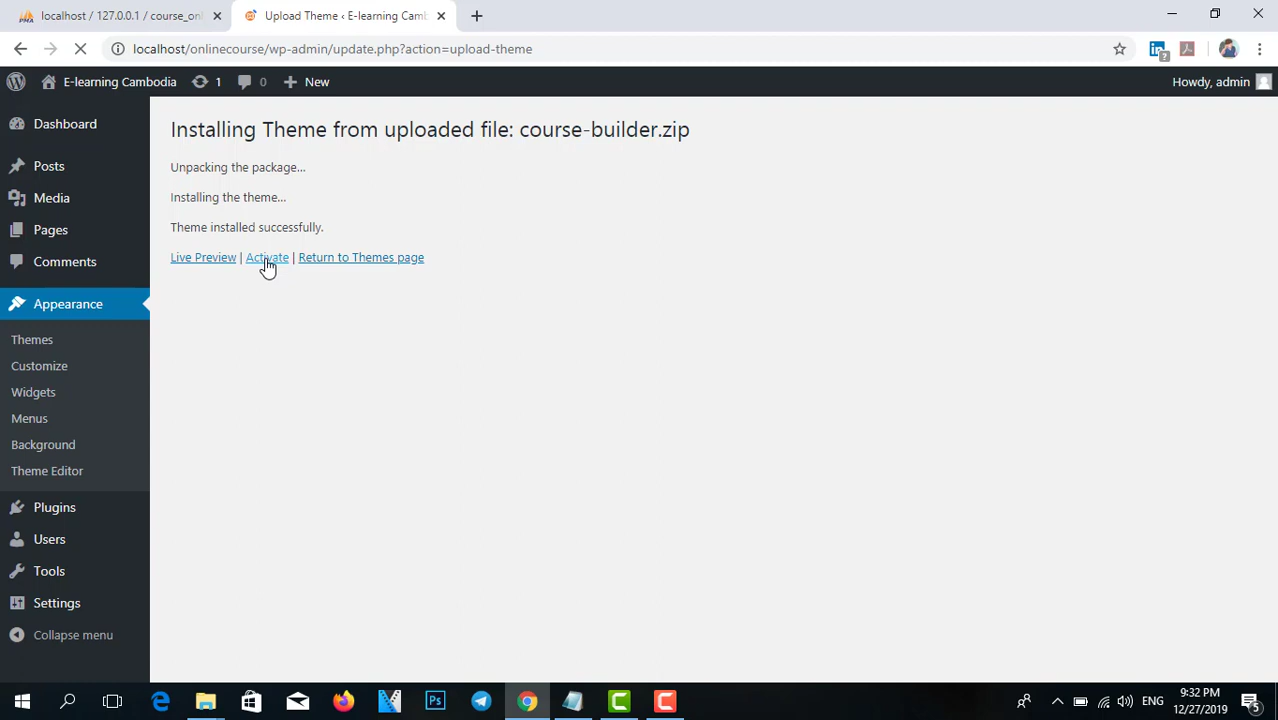 localhost / 127.0.0.1 / course_onl
Upload Theme ‹ E-learning Camb
localhost/onlinecourse/wp-admin/update.php?action=upload-theme
E-learning Cambodia
1
0
New
Howdy, admin
Dashboard
Posts
Media
Pages
Comments
Appearance
Themes
Customize
Widgets
Menus
Background
Theme Editor
Plugins
Users
Tools
Settings
Collapse menu
Installing Theme from uploaded file: course-builder.zip
Unpacking the package…
Installing the theme…
Theme installed successfully.
Live Preview | Activate | Return to Themes page
ENG
9:32 PM
12/27/2019
5